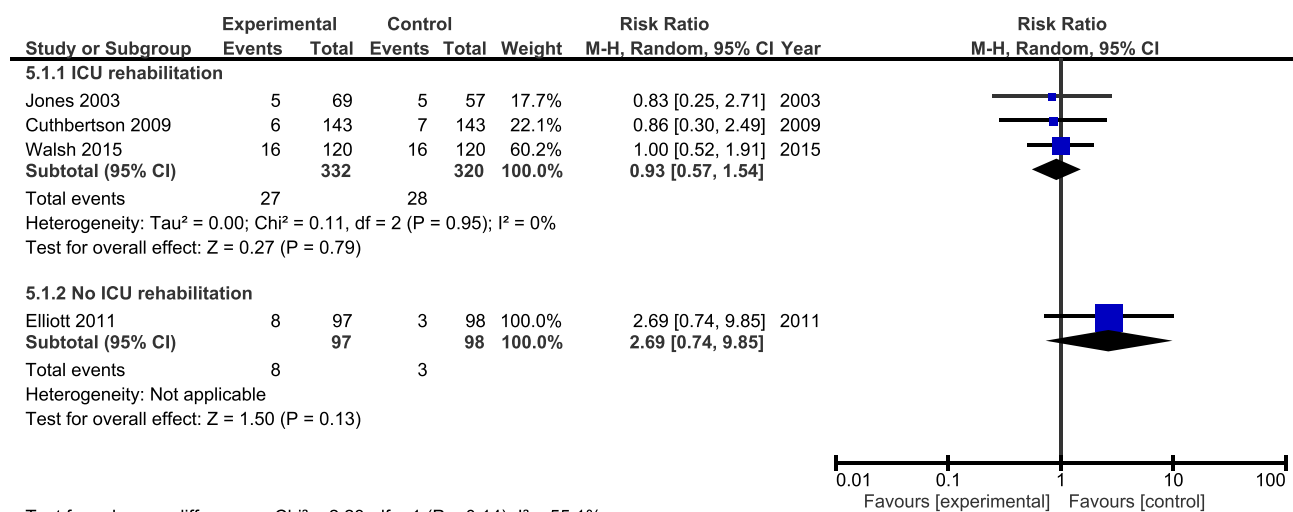 Experimental Control Risk Ratio Risk Ratio
Study or Subgroup Events Total Events Total Weight M-H, Random, 95% CI Year M-H, Random, 95% CI
5.1.1 ICU rehabilitation
Jones 2003 5 69 5 57 17.7% 0.83 [0.25, 2.71] 2003
Cuthbertson 2009 6 143 7 143 22.1% 0.86 [0.30, 2.49] 2009
Walsh 2015 16 120 16 120 60.2% 1.00 [0.52, 1.91] 2015
Subtotal (95% CI) 332 320 100.0% 0.93 [0.57, 1.54]
Total events 27 28
Heterogeneity: Tau² = 0.00; Chi² = 0.11, df = 2 (P = 0.95); I² = 0%
Test for overall effect: Z = 0.27 (P = 0.79)
5.1.2 No ICU rehabilitation
Elliott 2011 8 97 3 98 100.0% 2.69 [0.74, 9.85] 2011
Subtotal (95% CI) 97 98 100.0% 2.69 [0.74, 9.85]
Total events 8 3
Heterogeneity: Not applicable
Test for overall effect: Z = 1.50 (P = 0.13)
0.01 0.1 1 10 100
Favours [experimental] Favours [control]